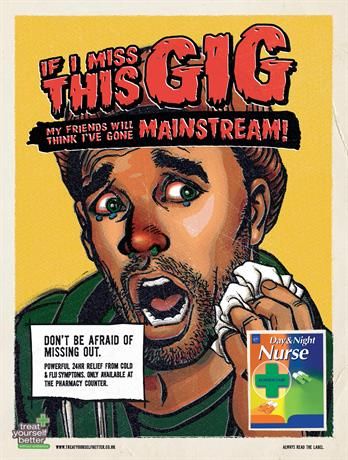 IF I MISS
THIS GIG
MY FRIENDS WILL
THINK I'VE GONE MAINSTREAM!
DON'T BE AFRAID OF
MISSING OUT.
POWERFUL 24HR RELIEF FROM COLD
& FLU SYMPTOMS. ONLY AVAILABLE AT
THE PHARMACY COUNTER.
Day & Night
Nurse
treat
yourself
better
WWW.TREATYOURSELFBETTER.CO.UK
ALWAYS READ THE LABEL.